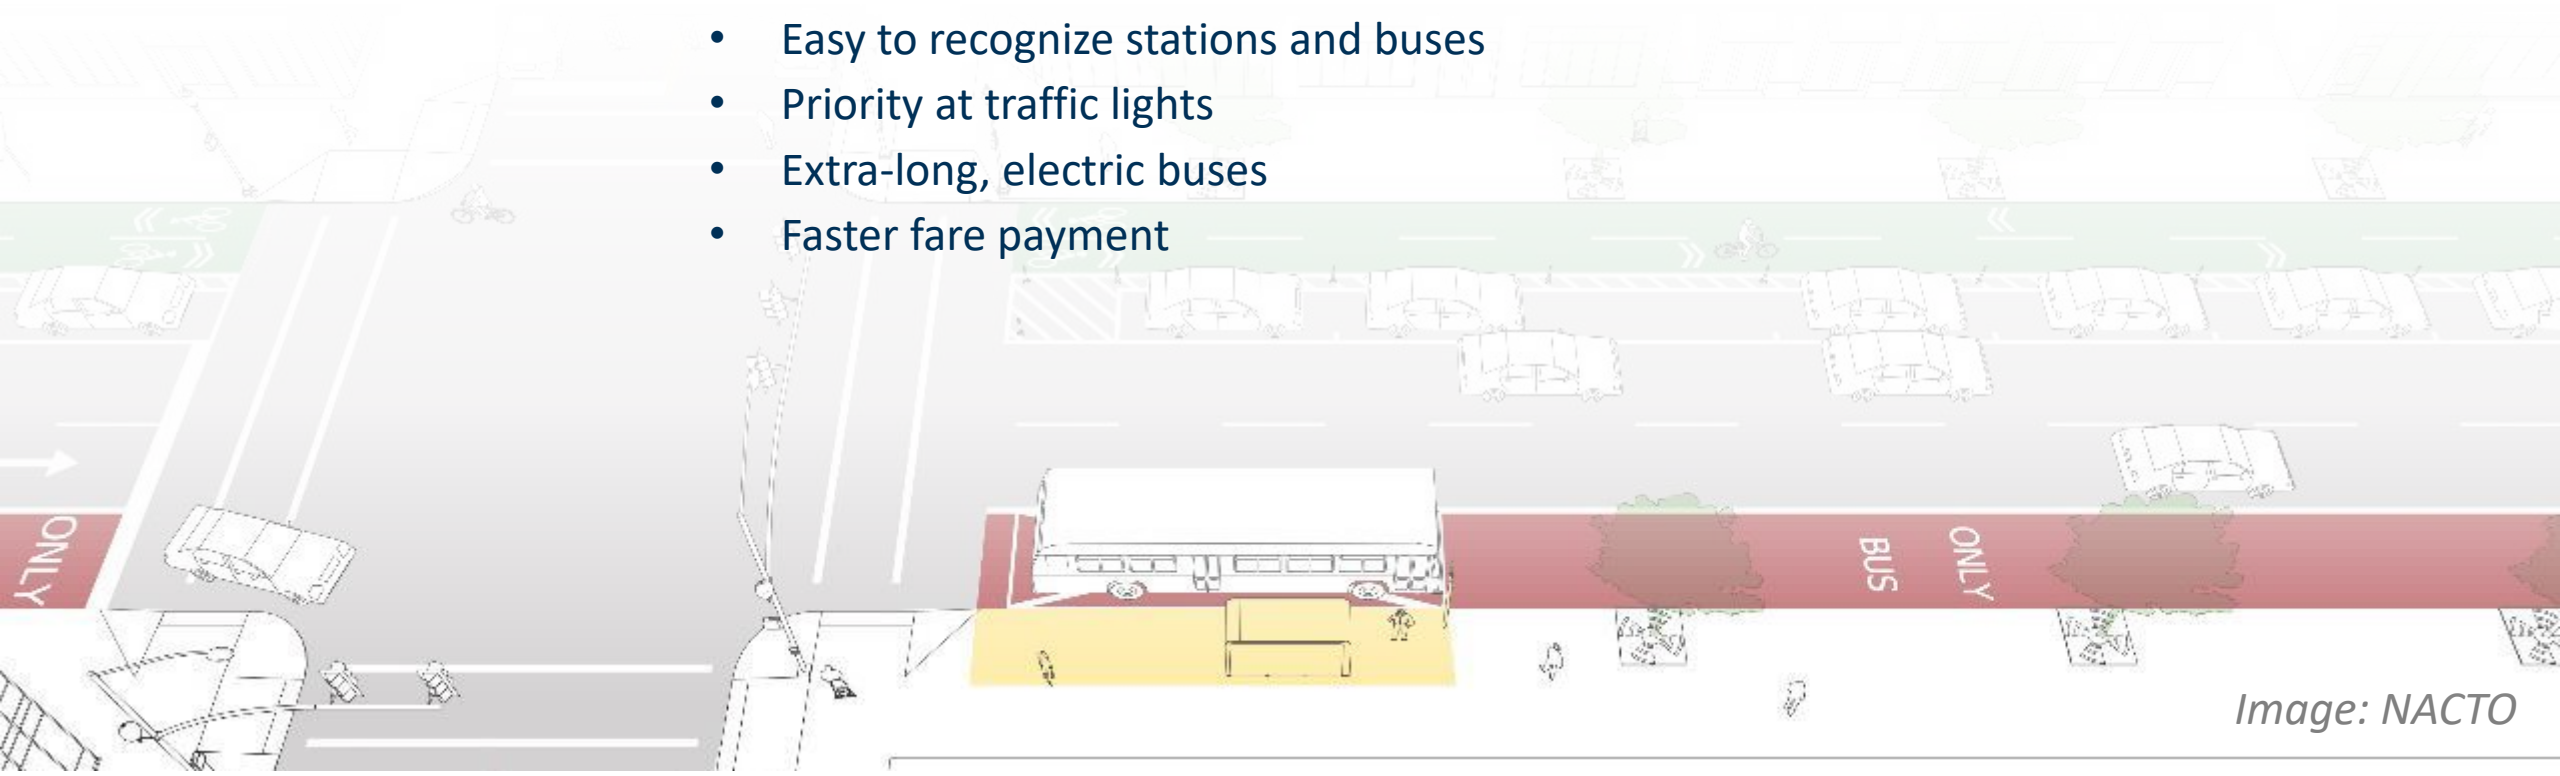 • Easy to recognize stations and buses
• Priority at traffic lights
• Extra-long, electric buses
• Faster fare payment
ONLY
BUS
ONLY
Image: NACTO